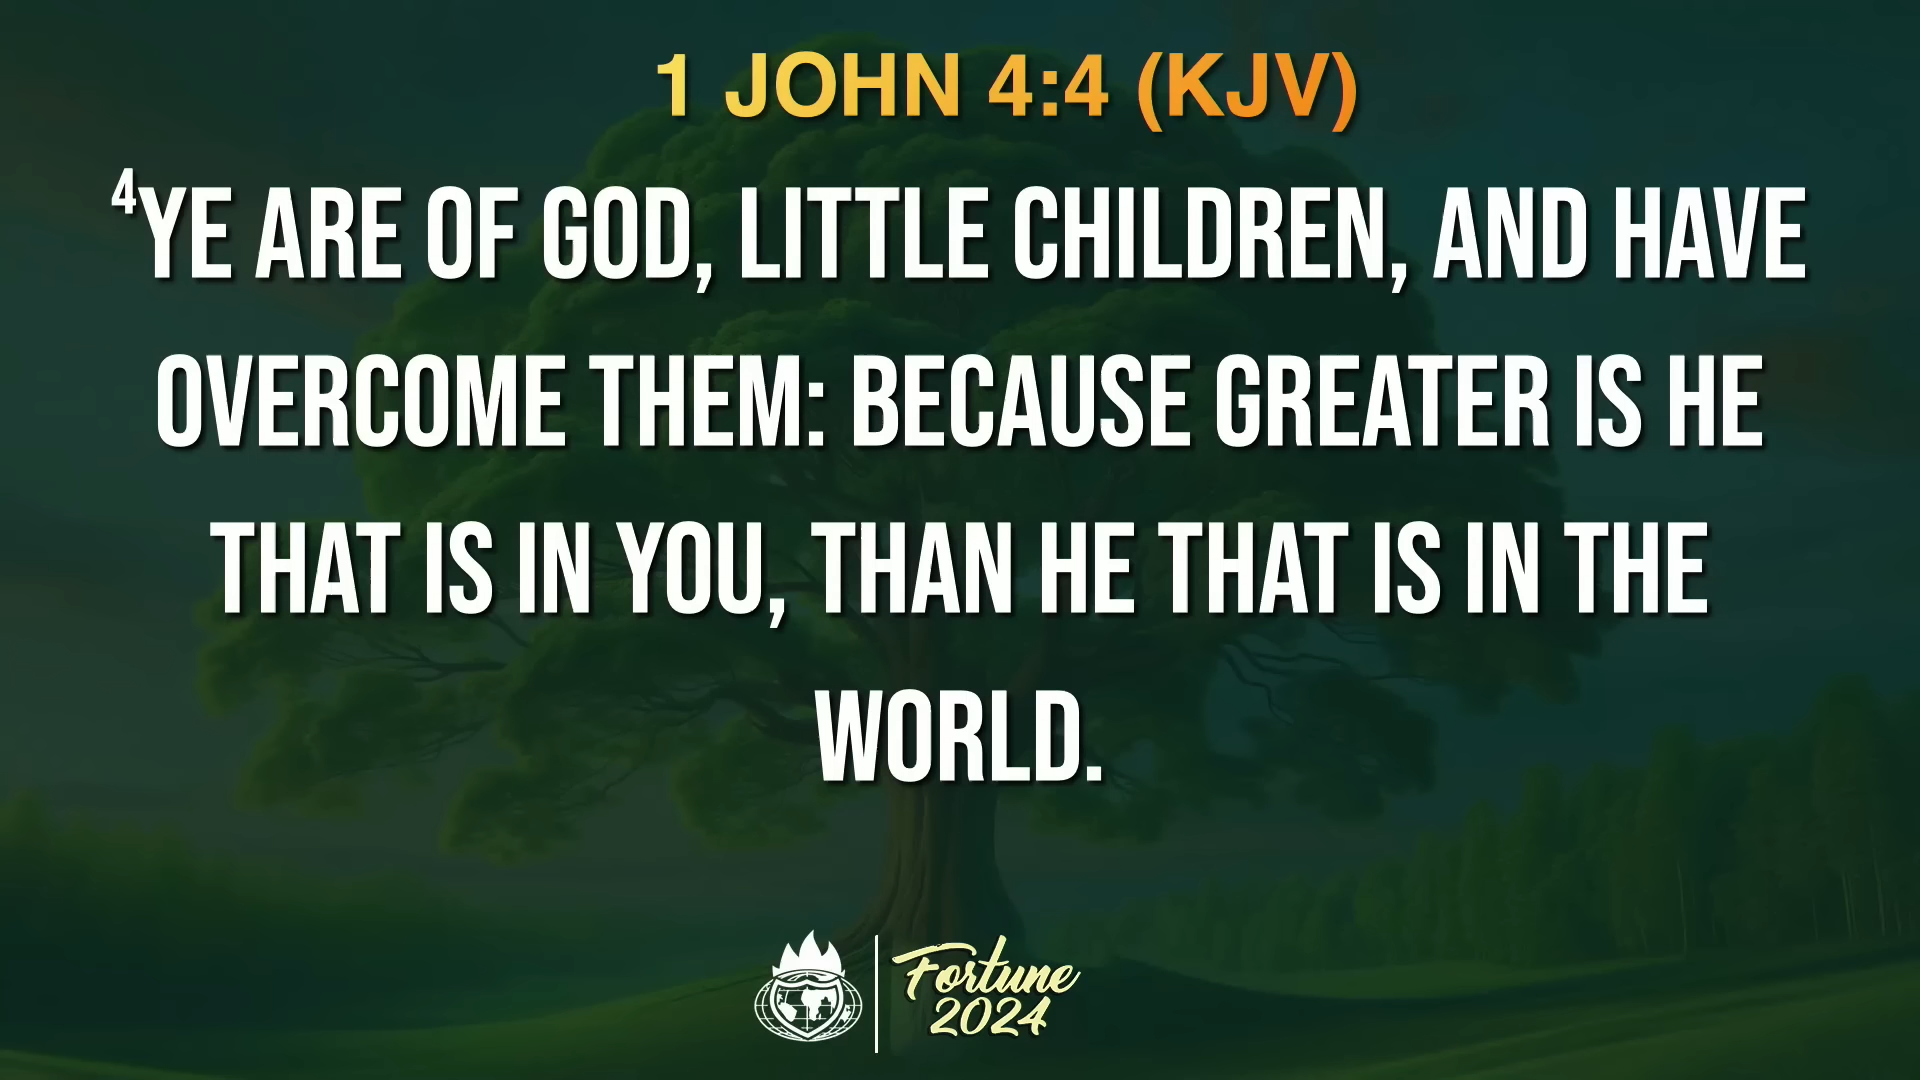 1 JOHN 4:4 (KJV)
4YE ARE OF GOD, LITTLE CHILDREN, AND HAVE
OVERCOME THEM: BECAUSE GREATER IS HE
THAT IS IN YOU, THAN HE THAT IS IN THE
WORLD.
Fortune
2024